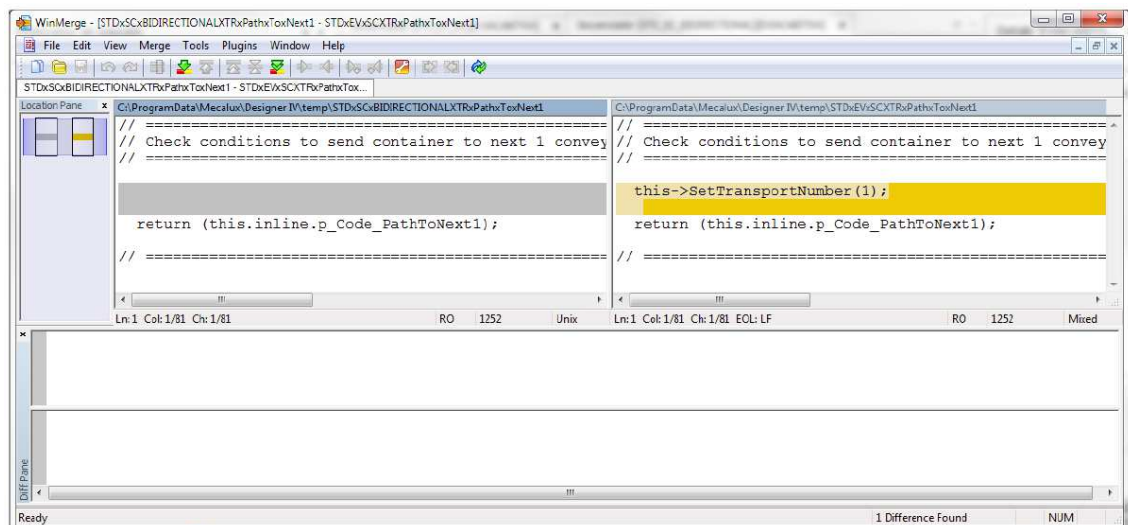 WinMerge - [STDxSCxBIDIRECTIONALXTRxPathxToxNext1 - STDxEVxSCXTRxPathxToxNext1]
File Edit View Merge Tools Plugins Window Help
STDxSCxBIDIRECTIONALXTRxPathxToxNext1 - STDxEVxSCXTRxPathxTox...
Location Pane x
C:\ProgramData\Mecalux\Designer IV\temp\STDxSCxBIDIRECTIONALXTRxPathxToxNext1
C:\ProgramData\Mecalux\Designer IV\temp\STDxEVxSCXTRxPathxToxNext1
// ==================================================
// Check conditions to send container to next 1 convey
// ==================================================
return (this.inline.p_Code_PathToNext1);
// ==================================================
// ==================================================
// Check conditions to send container to next 1 convey
// ==================================================
this->SetTransportNumber(1);
return (this.inline.p_Code_PathToNext1);
// ==================================================
Ln: 1 Col: 1/81 Ch: 1/81 RO 1252 Unix
Ln: 1 Col: 1/81 Ch: 1/81 EOL: LF RO 1252 Mixed
Diff Pane
Ready 1 Difference Found NUM